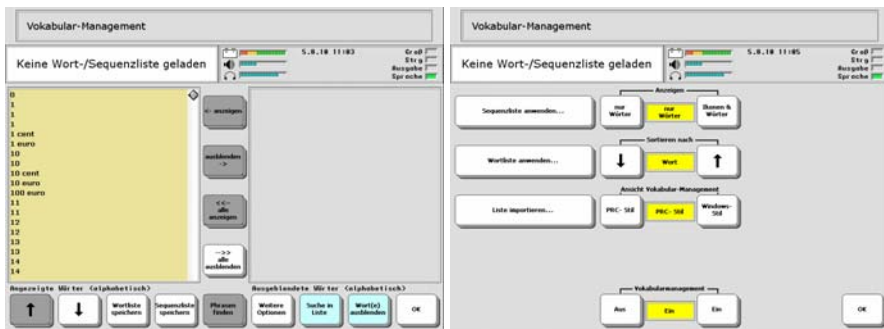 Vokabular-Management
Keine Wort-/Sequenzliste geladen
5.8.10 11:03
Groß
Strg
Ausgabe
Sprache
0
1
1
1
1 cent
1 euro
10
10
10 cent
10 euro
100 euro
11
11
12
12
13
13
14
14
<- anzeigen
ausblenden
->
<<-
alle
anzeigen
->>
alle
ausblenden
Angezeigte Wörter (alphabetisch)
Ausgeblendete Wörter (alphabetisch)
↑
↓
Wortliste
speichern
Sequenzliste
speichern
Phrasen
finden
Weitere
Optionen
Suche in
Liste
Wort(e)
ausblenden
OK
Vokabular-Management
Keine Wort-/Sequenzliste geladen
5.8.10 11:05
Groß
Strg
Ausgabe
Sprache
Anzeigen
Sequenzliste anwenden...
nur
Wörter
nur
Wörter
Ikonen &
Wörter
Sortieren nach
Wortliste anwenden...
↓
Wort
↑
Ansicht Vokabular-Management
Liste importieren...
PRC- Stil
PRC- Stil
Windows-
Stil
Vokabularmanagement
Aus
Ein
Ein
OK